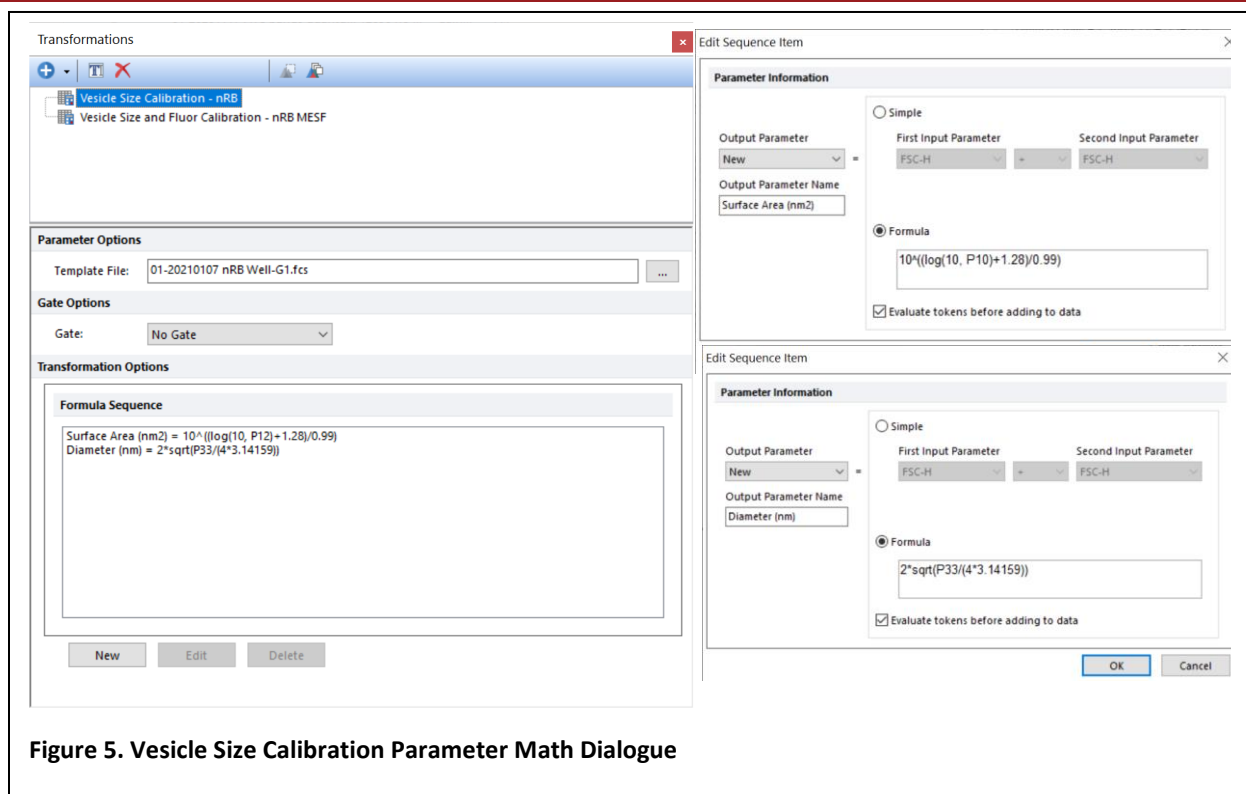 Transformations
Vesicle Size Calibration - nRB
Vesicle Size and Fluor Calibration - nRB MESF
Parameter Options
Template File: 01-20210107 nRB Well-G1.fcs ...
Gate Options
Gate: No Gate
Transformation Options
Formula Sequence
Surface Area (nm2) = 10^((log(10, P12)+1.28)/0.99)
Diameter (nm) = 2*sqrt(P33/(4*3.14159))
New Edit Delete
Edit Sequence Item
Parameter Information
Simple
Output Parameter First Input Parameter Second Input Parameter
New = FSC-H + FSC-H
Output Parameter Name
Surface Area (nm2)
Formula
10^((log(10, P10)+1.28)/0.99)
Evaluate tokens before adding to data
Edit Sequence Item
Parameter Information
Simple
Output Parameter First Input Parameter Second Input Parameter
New = FSC-H + FSC-H
Output Parameter Name
Diameter (nm)
Formula
2*sqrt(P33/(4*3.14159))
Evaluate tokens before adding to data
OK Cancel
Figure 5. Vesicle Size Calibration Parameter Math Dialogue